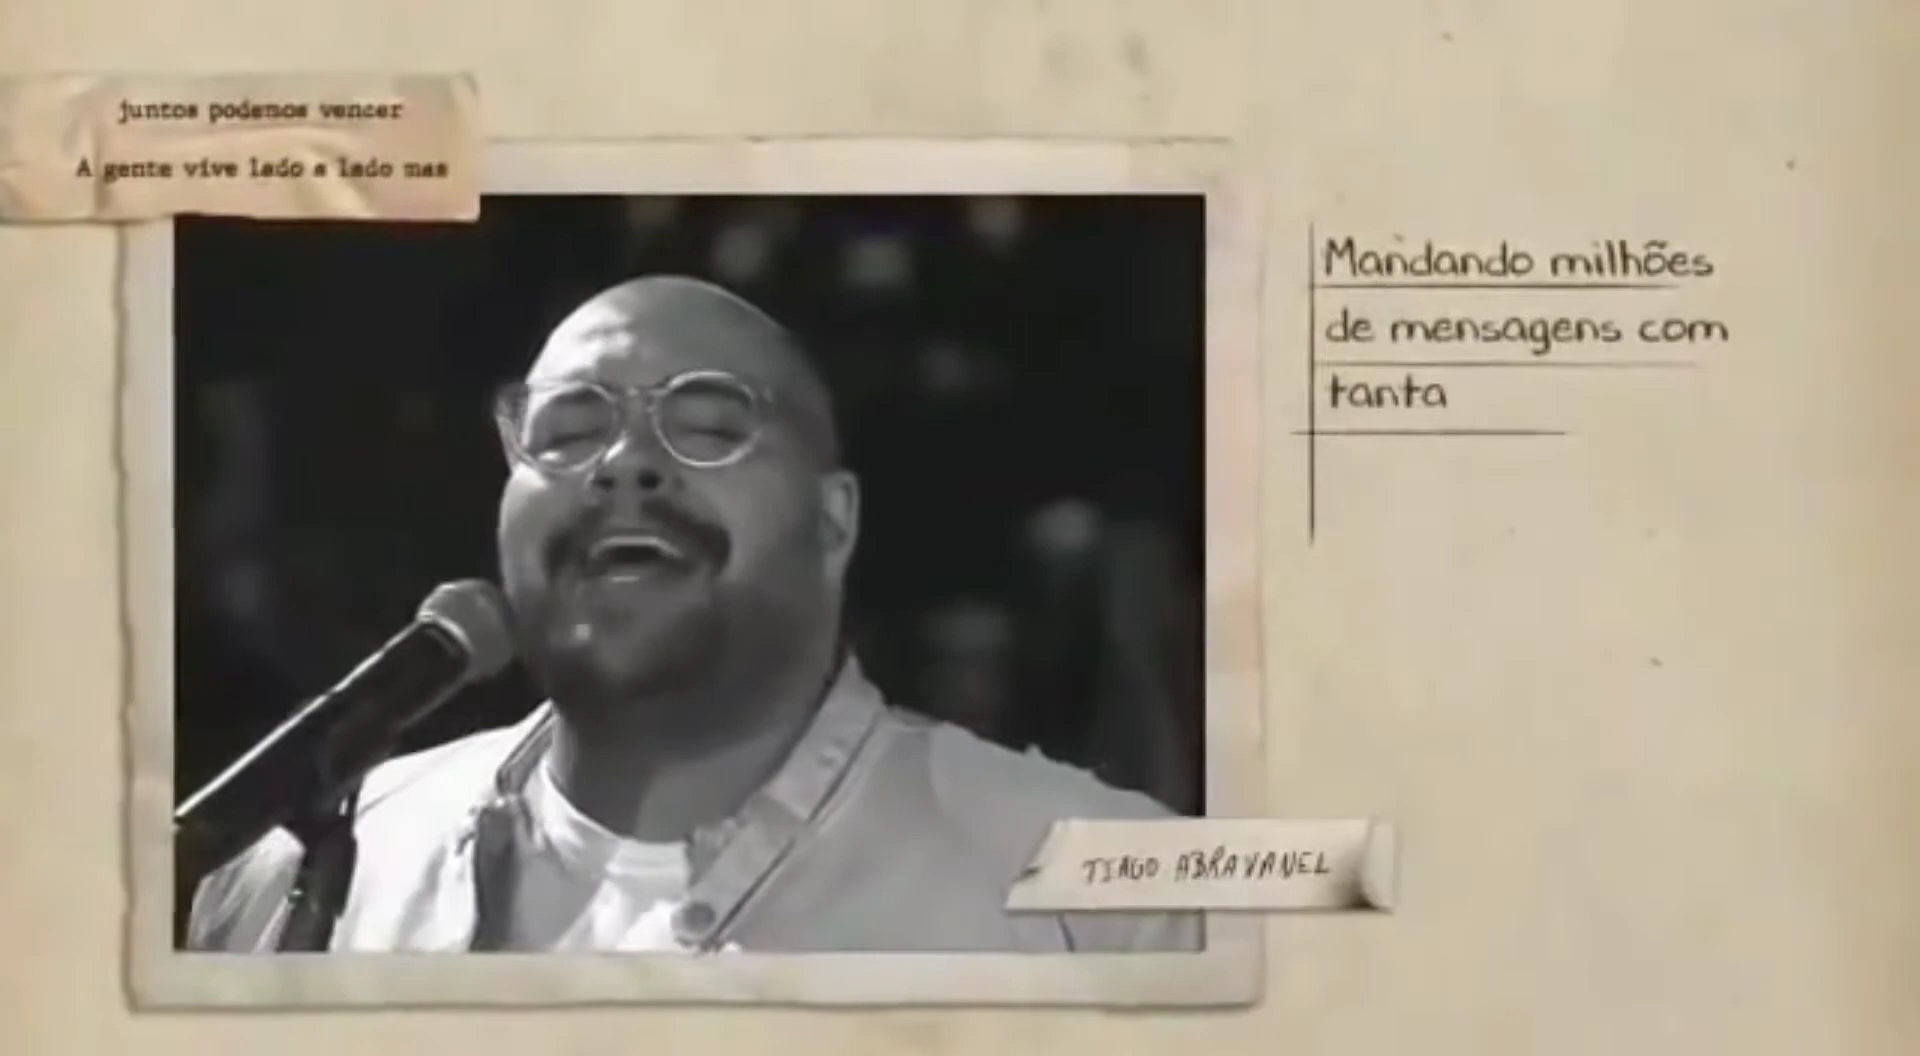 juntos podemos vencer
A gente vive lado a lado mas
Mandando milhões
de mensagens com
tanta
TIAGO ABRAVANEL